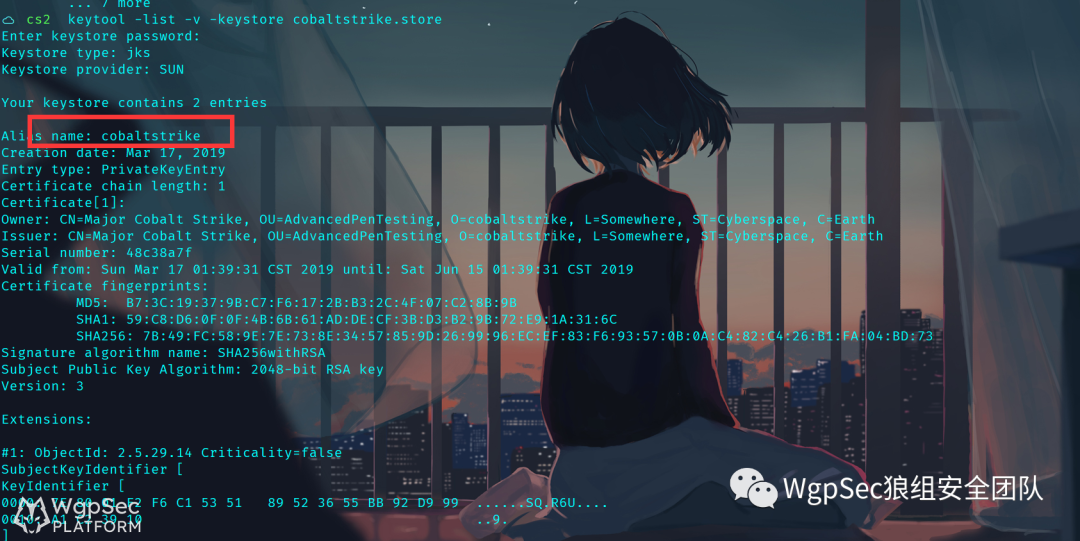 ... 7 more
cs2 keytool -list -v -keystore cobaltstrike.store
Enter keystore password:
Keystore type: jks
Keystore provider: SUN
Your keystore contains 2 entries
Alias name: cobaltstrike
Creation date: Mar 17, 2019
Entry type: PrivateKeyEntry
Certificate chain length: 1
Certificate[1]:
Owner: CN=Major Cobalt Strike, OU=AdvancedPenTesting, O=cobaltstrike, L=Somewhere, ST=Cyberspace, C=Earth
Issuer: CN=Major Cobalt Strike, OU=AdvancedPenTesting, O=cobaltstrike, L=Somewhere, ST=Cyberspace, C=Earth
Serial number: 48c38a7f
Valid from: Sun Mar 17 01:39:31 CST 2019 until: Sat Jun 15 01:39:31 CST 2019
Certificate fingerprints:
MD5: B7:3C:19:37:9B:C7:F6:17:2B:B3:2C:4F:07:C2:8B:9B
SHA1: 59:C8:D6:0F:0F:4B:6B:61:AD:DE:CF:3B:D3:B2:9B:72:E9:1A:31:6C
SHA256: 7B:49:FC:58:9E:7E:73:8E:34:57:85:9D:26:99:96:EC:EF:83:F6:93:57:0B:0A:C4:82:C4:26:B1:FA:04:BD:73
Signature algorithm name: SHA256withRSA
Subject Public Key Algorithm: 2048-bit RSA key
Version: 3
Extensions:
#1: ObjectId: 2.5.29.14 Criticality=false
SubjectKeyIdentifier [
KeyIdentifier [
F6 C1 53 51 89 52 36 55 BB 92 D9 99 ......SQ.R6U....
..9.
]
WgpSec
PLATFORM
WgpSec狼组安全团队